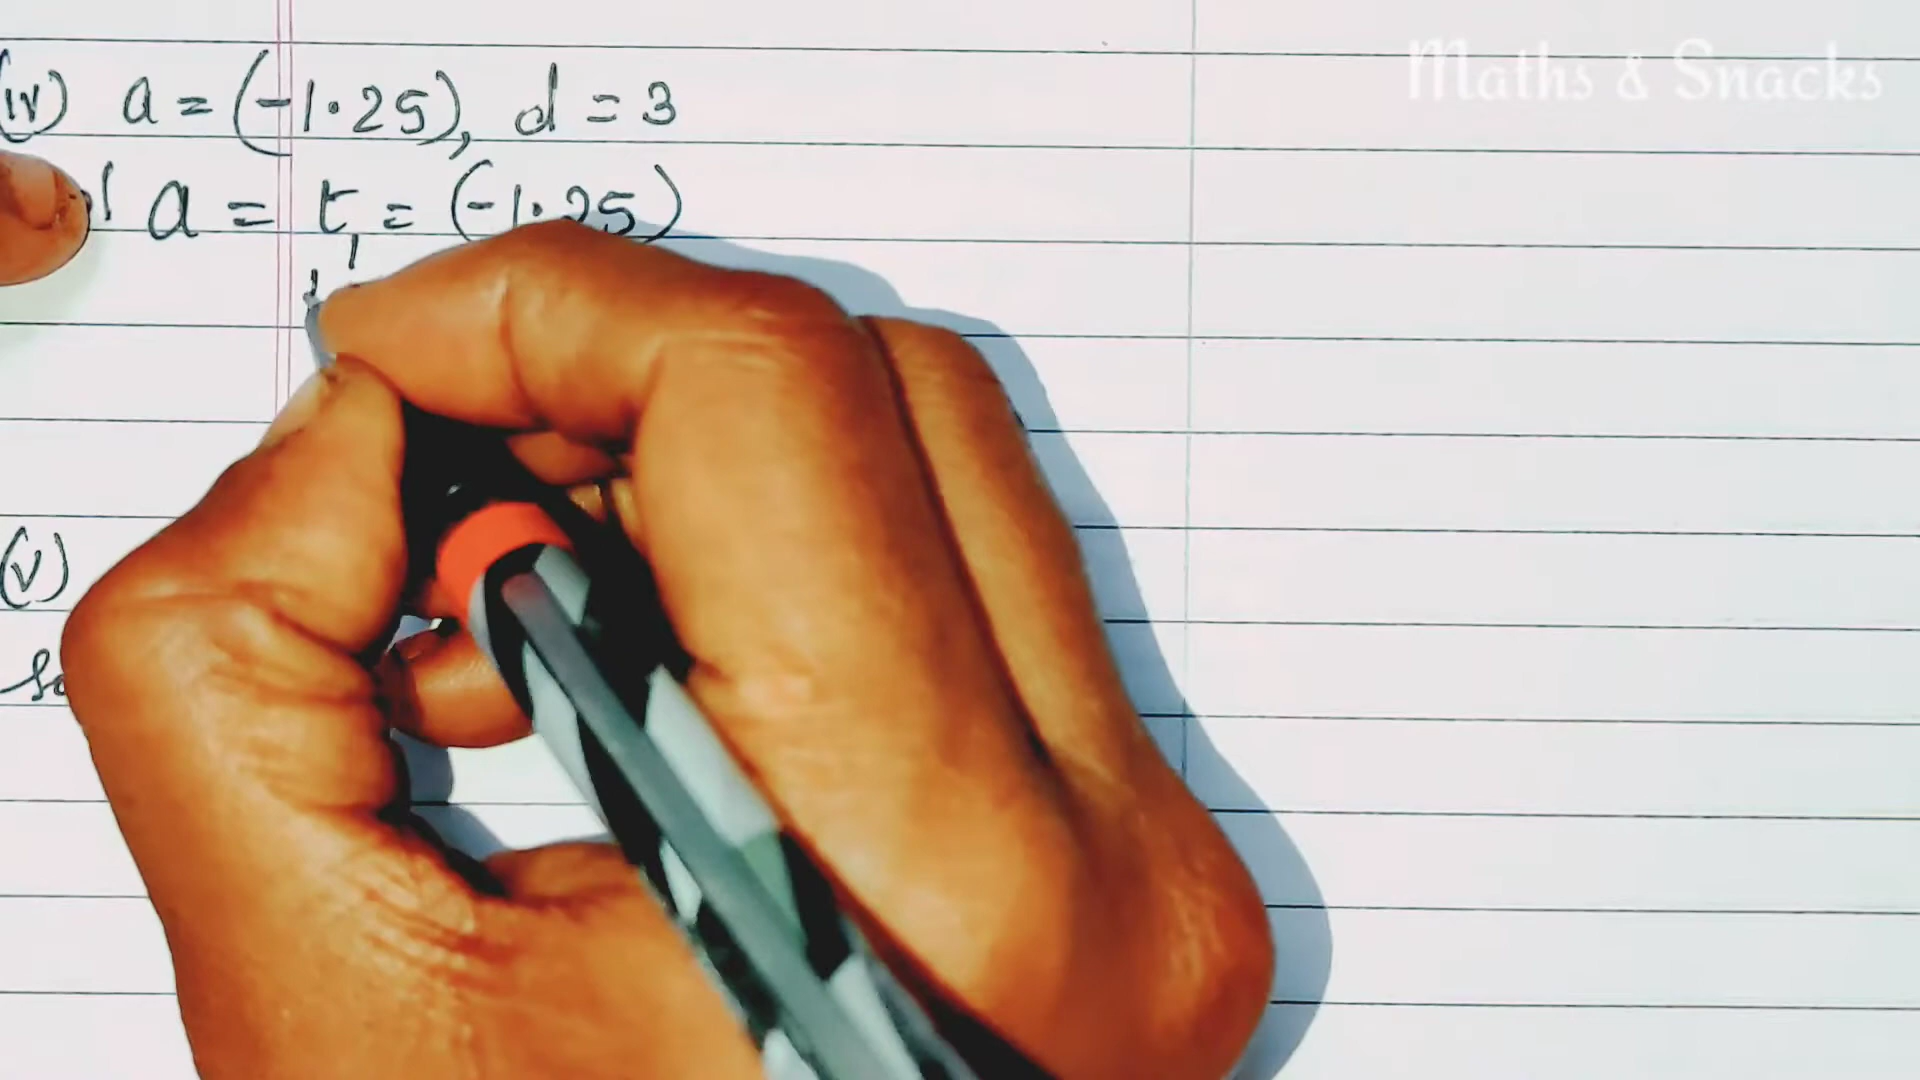 Maths & Snacks
(iv) a = (-1.25), d = 3
a = t₁ = (-1.25)
(v)